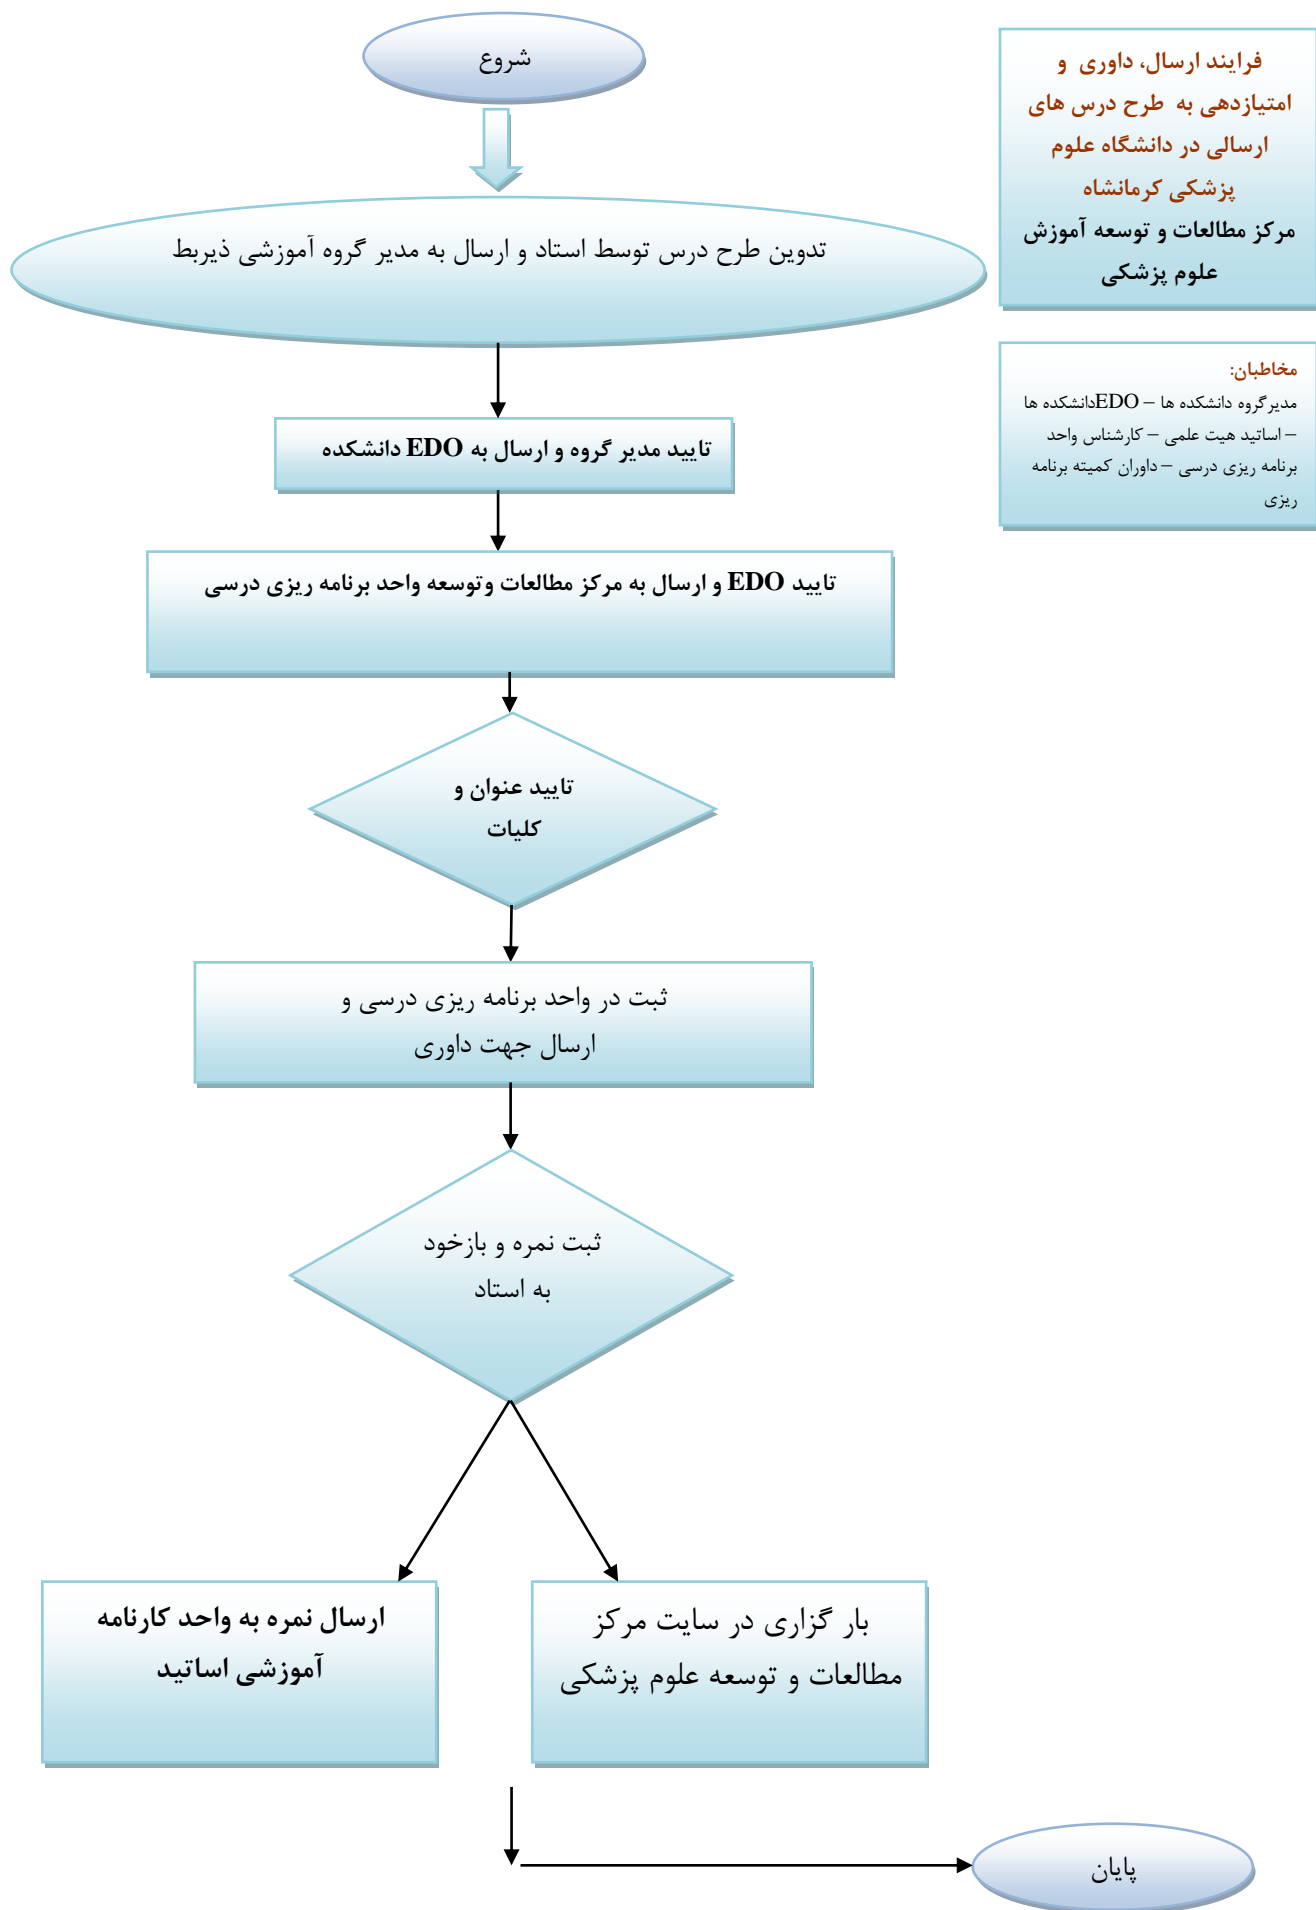 فرایند ارسال، داوری و
امتیازدهی به طرح درس های
ارسالی در دانشگاه علوم
پزشکی کرمانشاه
مرکز مطالعات و توسعه آموزش
علوم پزشکی
مخاطبان:
مدیرگروه دانشکده ها – EDOدانشکده ها
– اساتید هیت علمی – کارشناس واحد
برنامه ریزی درسی – داوران کمیته برنامه
ریزی
شروع
تدوین طرح درس توسط استاد و ارسال به مدیر گروه آموزشی ذیربط
تایید مدیر گروه و ارسال به EDO دانشکده
تایید EDO و ارسال به مرکز مطالعات وتوسعه واحد برنامه ریزی درسی
تایید عنوان و
کلیات
ثبت در واحد برنامه ریزی درسی و
ارسال جهت داوری
ثبت نمره و بازخود
به استاد
بار گزاری در سایت مرکز
مطالعات و توسعه علوم پزشکی
ارسال نمره به واحد کارنامه
آموزشی اساتید
پایان